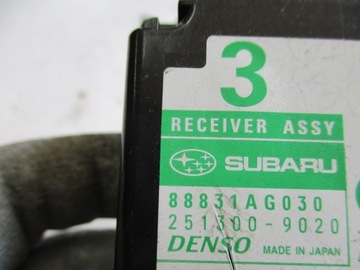 3
RECEIVER ASSY
SUBARU
88831AG030
251300-9020
DENSO MADE IN JAPAN